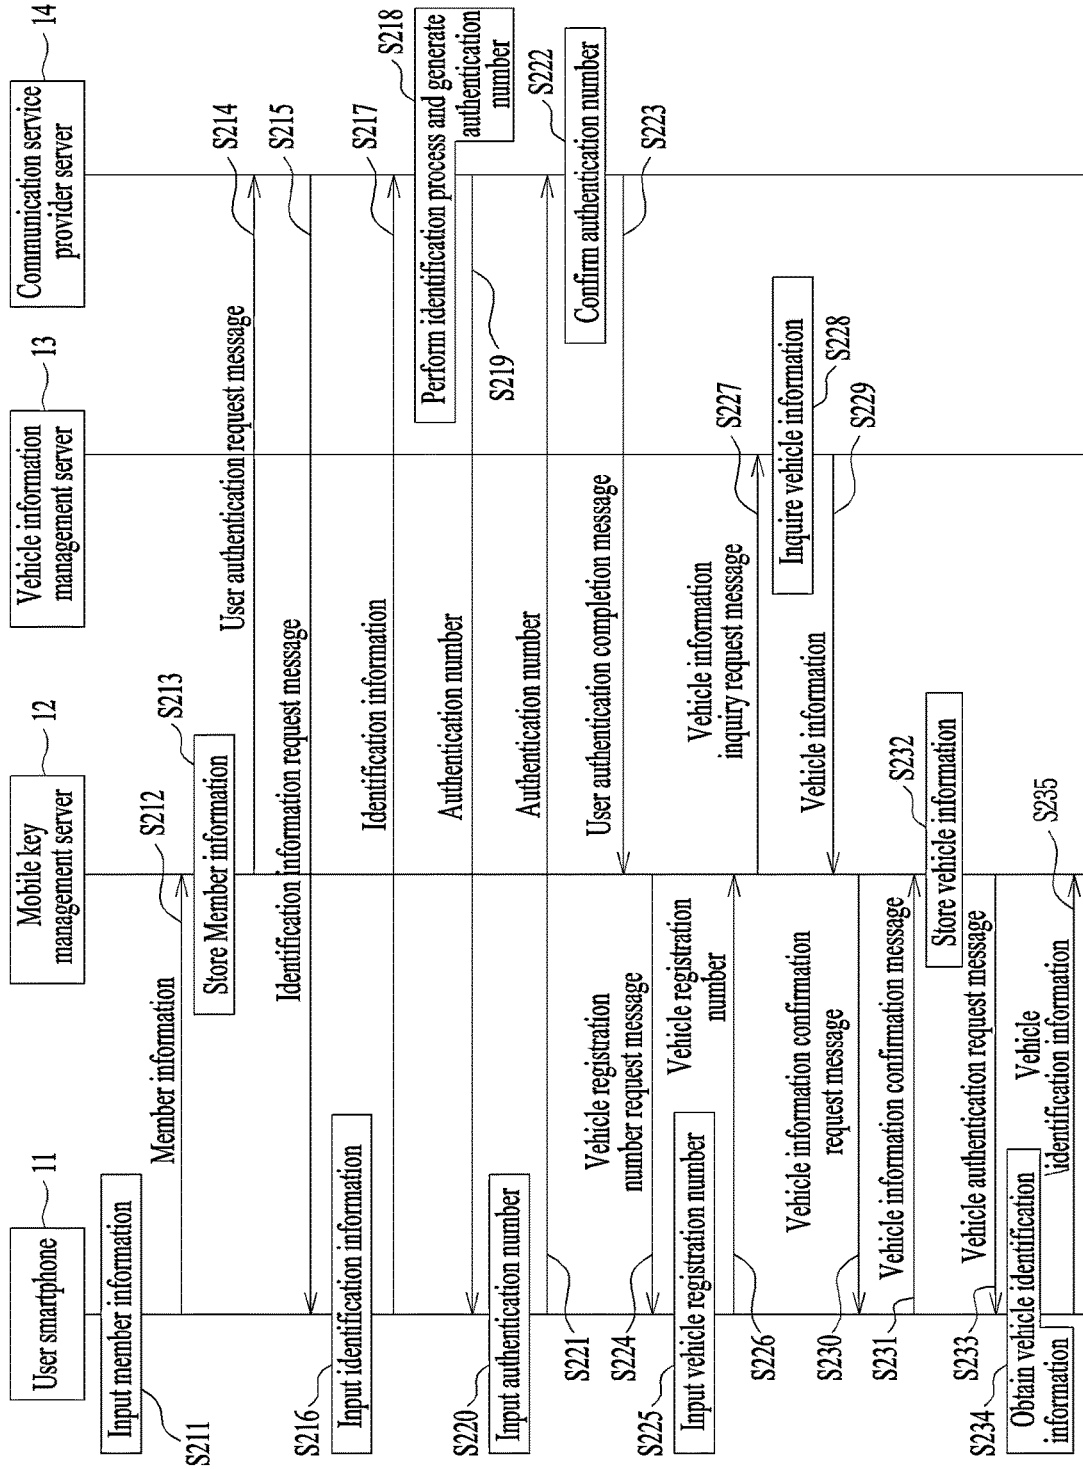 User smartphone
11
Mobile key
management server
12
Vehicle information
management server
13
Communication service
provider server
14
Input member information
S211
Member information
S212
Store Member information
S213
User authentication request message
S214
Identification information request message
S215
Input identification information
S216
Identification information
S217
Perform identification process and generate
authentication
number
S218
Authentication number
S219
Input authentication number
S220
Authentication number
S221
Confirm authentication number
S222
User authentication completion message
S223
Vehicle registration
number request message
S224
Input vehicle registration number
S225
Vehicle registration
number
S226
Vehicle information
inquiry request message
S227
Inquire vehicle information
S228
Vehicle information
S229
Vehicle information confirmation
request message
S230
Vehicle information confirmation message
S231
Store vehicle information
S232
Vehicle authentication request message
S233
Obtain vehicle identification
information
S234
Vehicle
identification information
S235